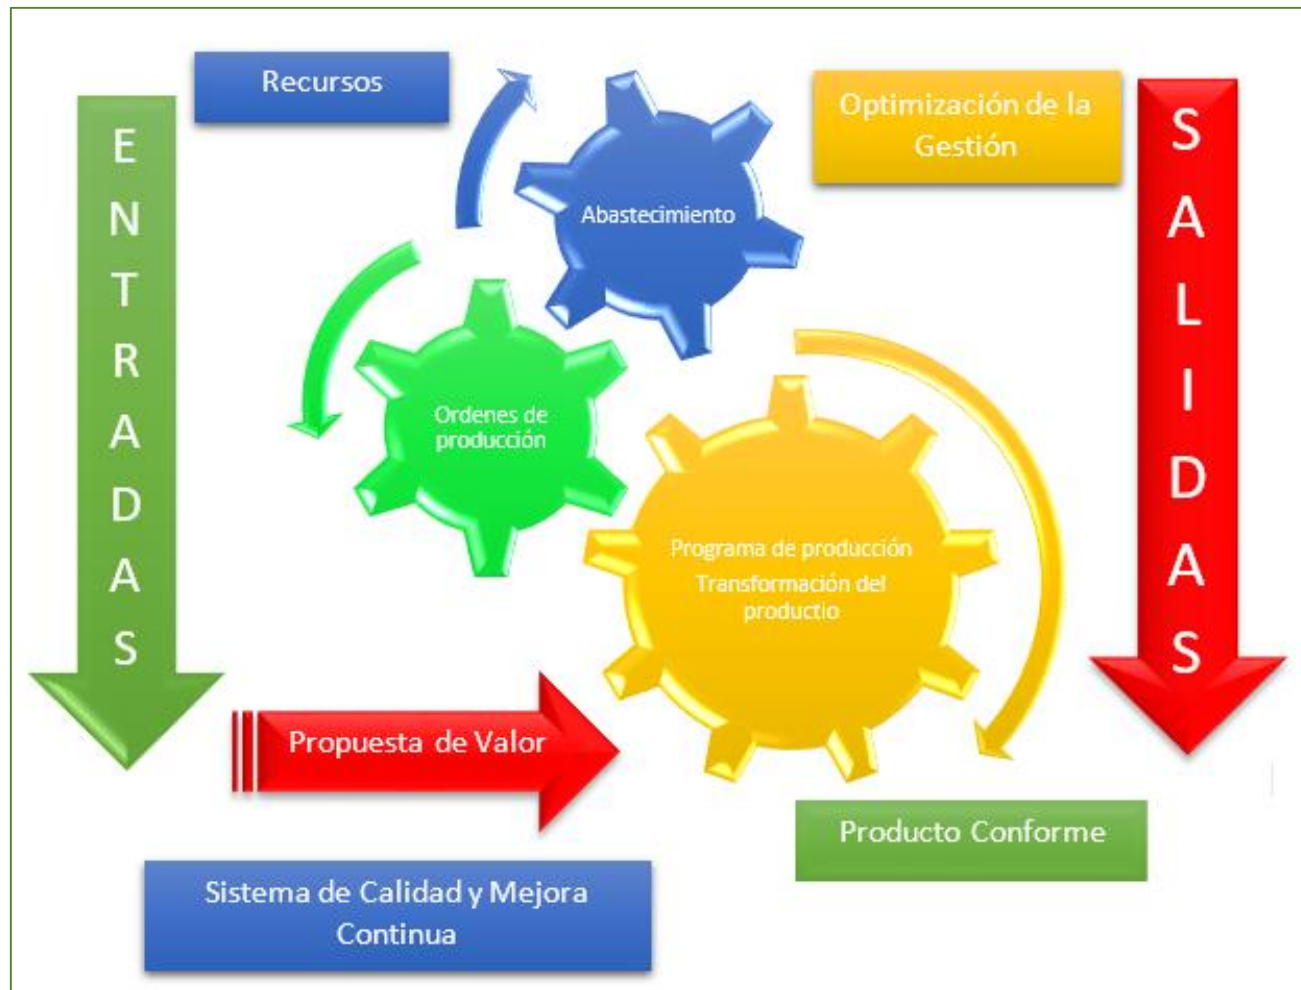 ENTRADAS
Recursos
Abastecimiento
Optimización de la
Gestión
SALIDAS
Ordenes de
producción
Programa de producción
Transformación del
productio
Propuesta de Valor
Producto Conforme
Sistema de Calidad y Mejora
Continua